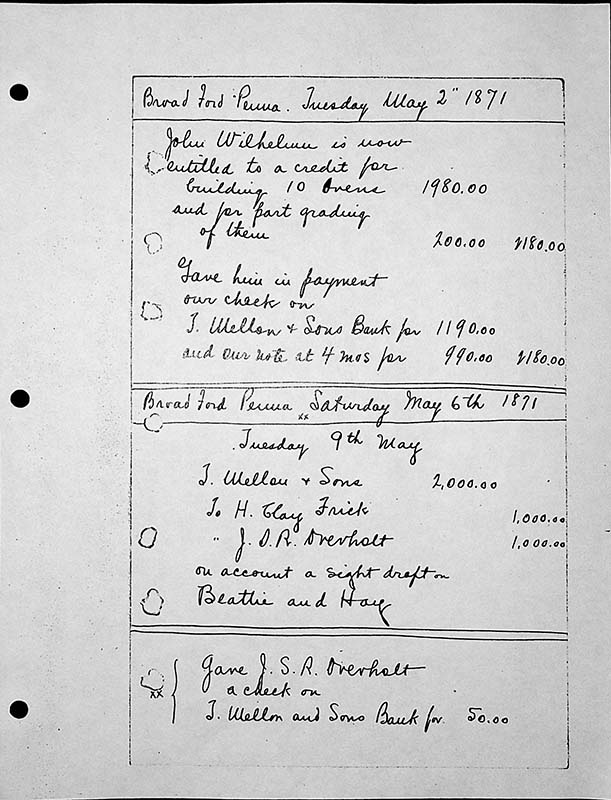 Broad Ford Penna. Tuesday May 2" 1871
John Wilhelm is now
entitled to a credit for
building 10 Ovens 1980.00
and for part grading
of them 200.00 2180.00
Gave him in payment
our check on
T. Mellon & Sons Bank for 1190.00
and our note at 4 mos for 990.00 2180.00
Broad Ford Penna Saturday May 6th 1871
xx
Tuesday 9th May
T. Mellon & Sons 2,000.00
To H. Clay Frick 1,000.00
" J. S.R. Overholt 1,000.00
on account a sight draft on
Beattie and Hay
Gave J. S. R. Overholt
a check on
xx
T. Mellon and Sons Bank for 50.00